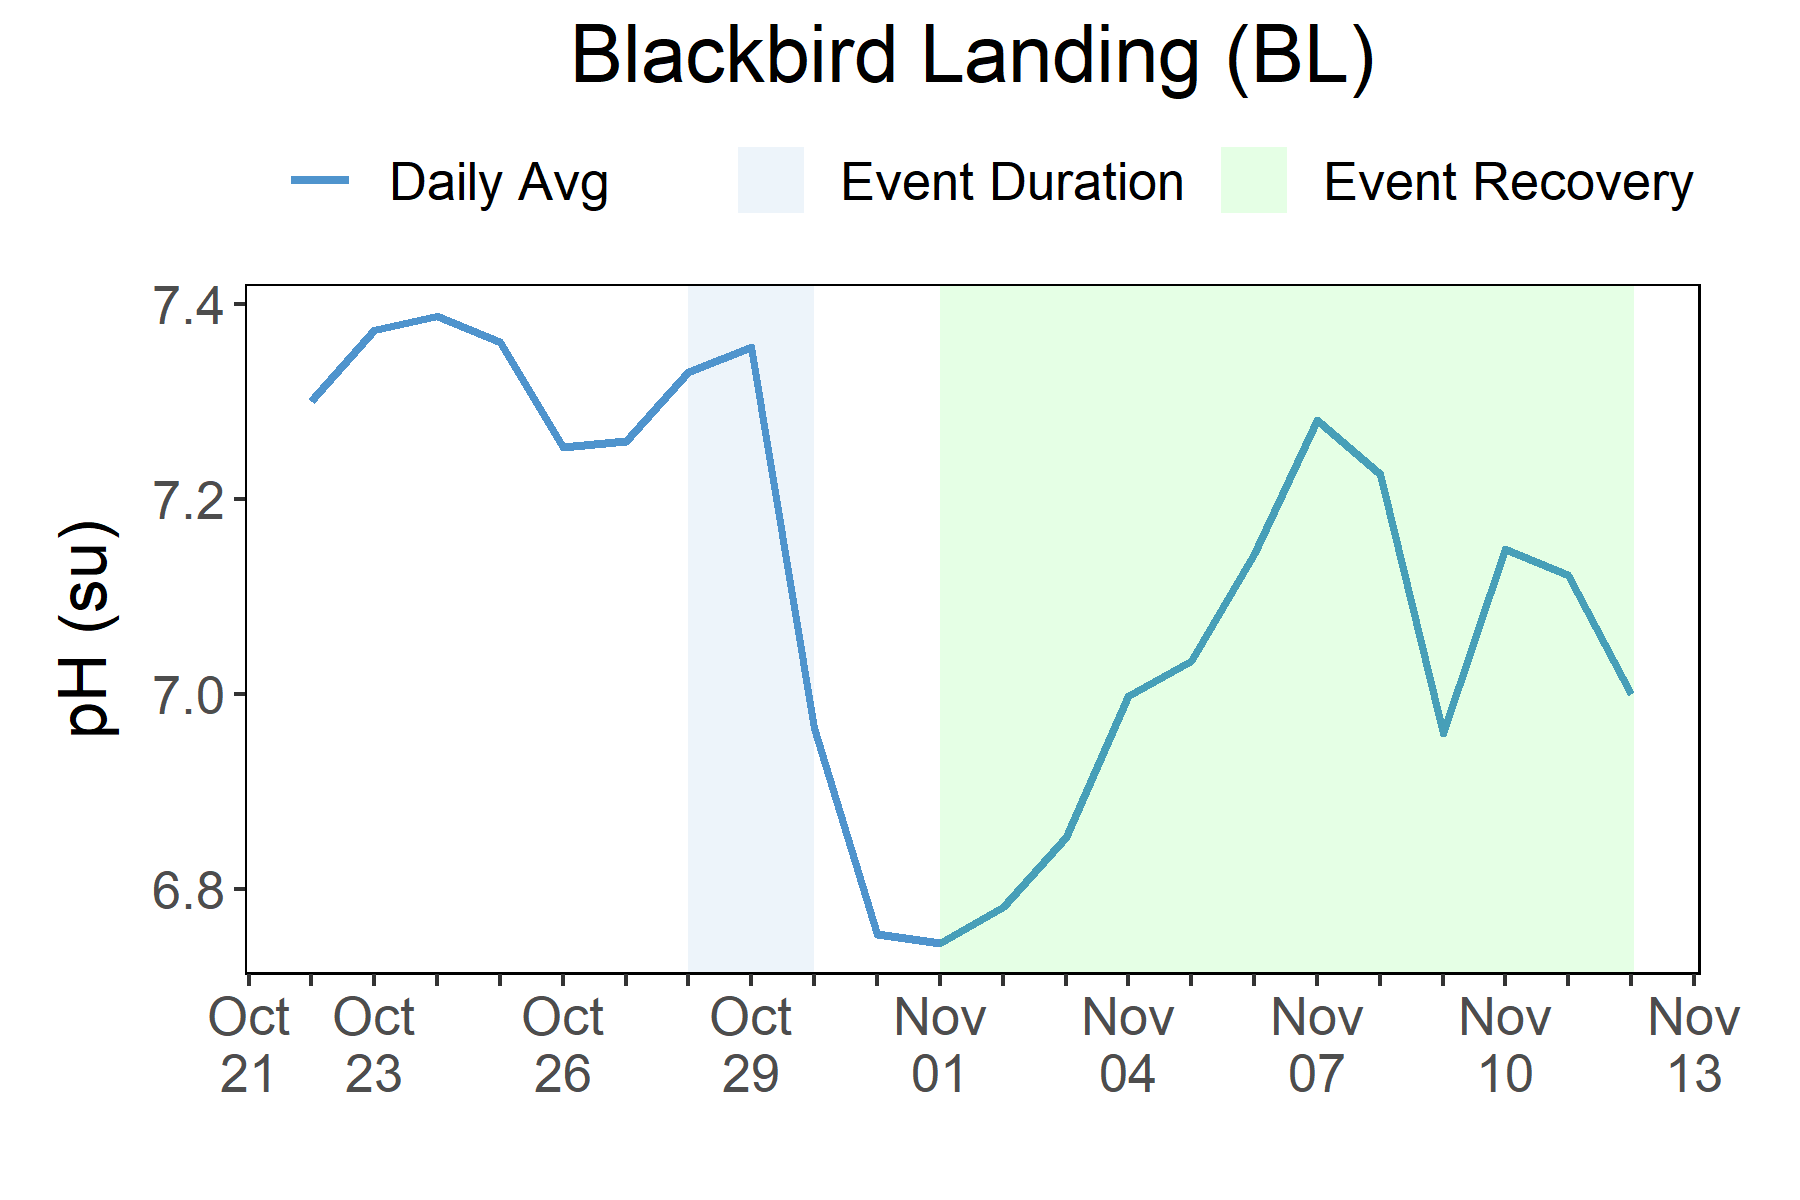 Blackbird Landing (BL)
Daily Avg Event Duration Event Recovery
7.4
7.2
7.0
6.8
pH (su)
Oct Oct Oct Oct Nov Nov Nov Nov Nov
21 23 26 29 01 04 07 10 13